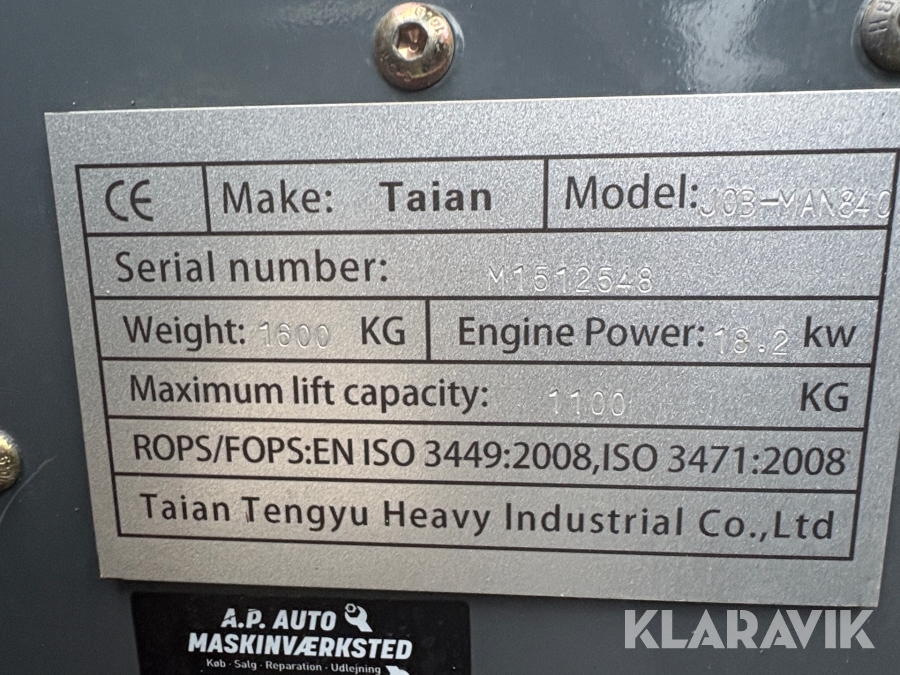 CE Make: Taian Model: JOB-MAN840
Serial number: M1512548
Weight: 1600 KG Engine Power: 18.2 kw
Maximum lift capacity: 1100 KG
ROPS/FOPS:EN ISO 3449:2008,ISO 3471:2008
Taian Tengyu Heavy Industrial Co.,Ltd
A.P. AUTO
MASKINVÆRKSTED
Køb · Salg · Reparation · Udlejning
KLARAVIK